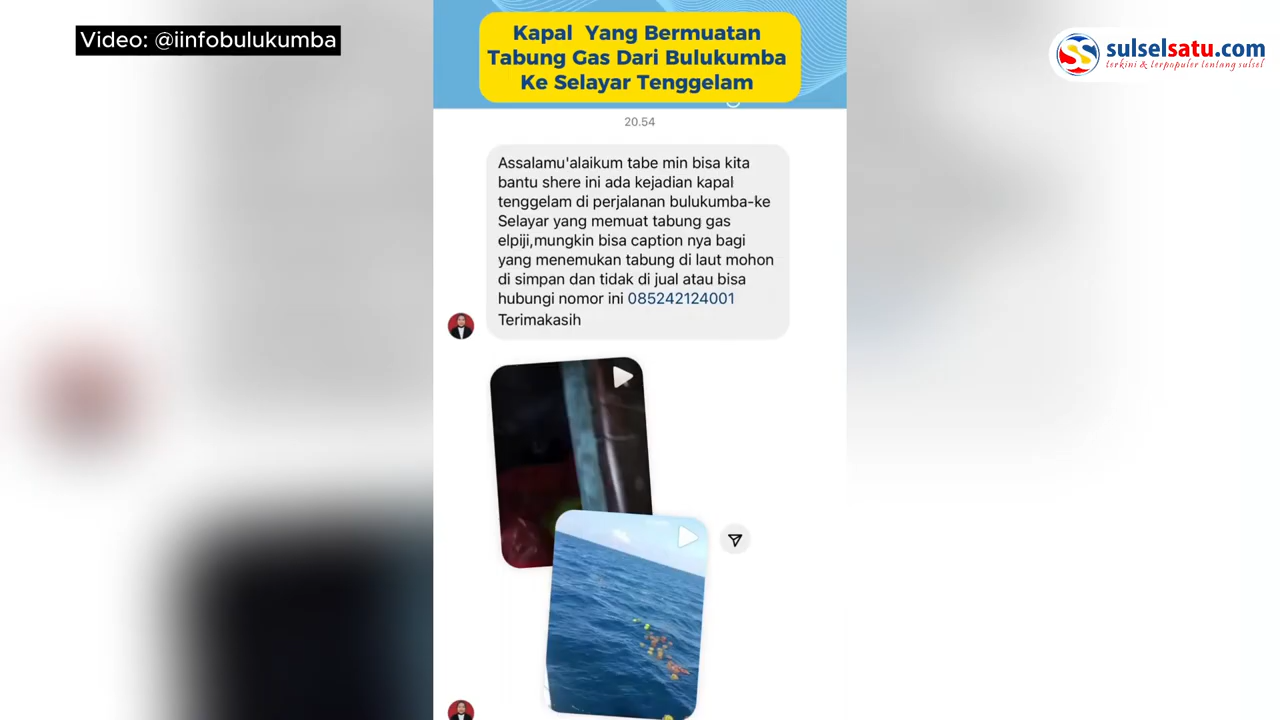 Video: @iinfobulukumba
Kapal Yang Bermuatan
Tabung Gas Dari Bulukumba
Ke Selayar Tenggelam
sulselsatu.com
terkini & terpopuler tentang sulsel
20.54
Assalamu'alaikum tabe min bisa kita
bantu shere ini ada kejadian kapal
tenggelam di perjalanan bulukumba-ke
Selayar yang memuat tabung gas
elpiji,mungkin bisa caption nya bagi
yang menemukan tabung di laut mohon
di simpan dan tidak di jual atau bisa
hubungi nomor ini 085242124001
Terimakasih